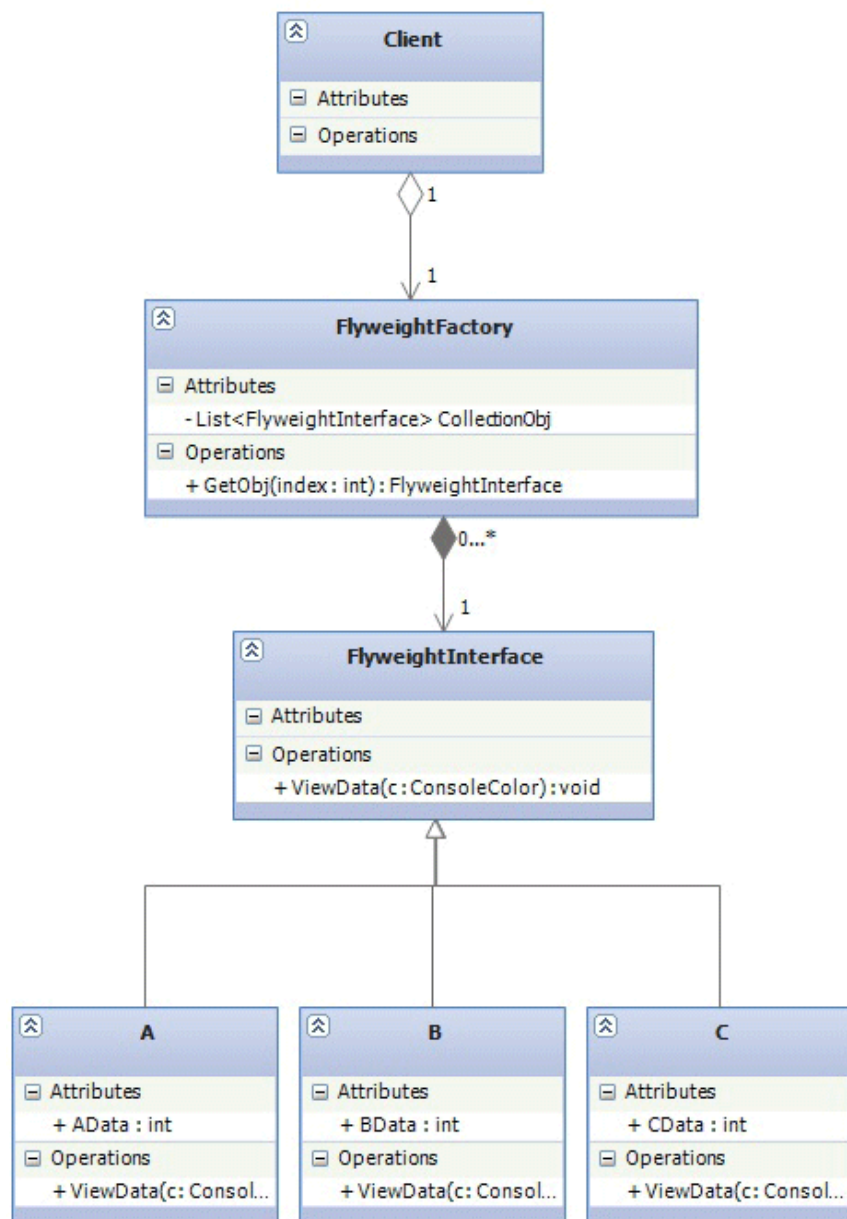 Client
Attributes
Operations
1
1
FlyweightFactory
Attributes
- List<FlyweightInterface> CollectionObj
Operations
+ GetObj(index : int) : FlyweightInterface
0...*
1
FlyweightInterface
Attributes
Operations
+ ViewData(c:ConsoleColor):void
A
Attributes
+ AData : int
Operations
+ ViewData(c: Consol...
B
Attributes
+ BData : int
Operations
+ ViewData(c: Consol...
C
Attributes
+ CData : int
Operations
+ ViewData(c: Consol...